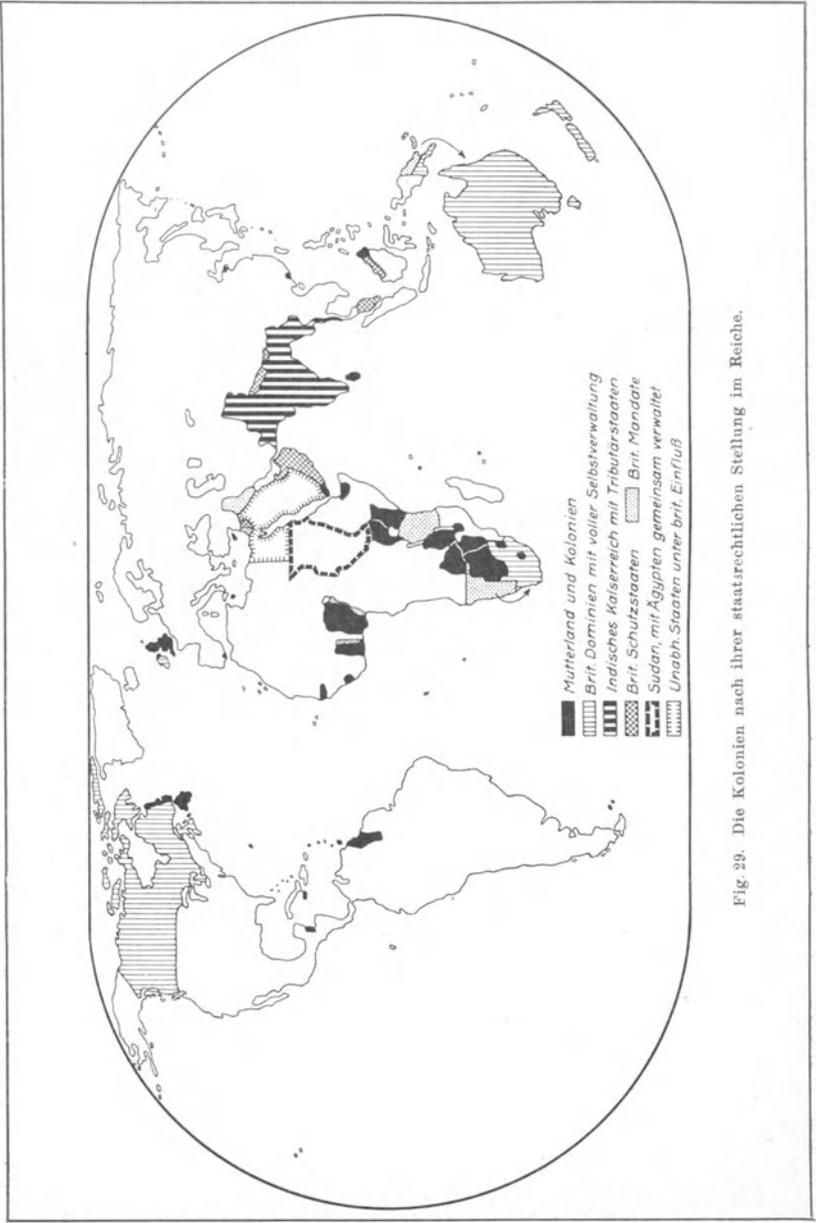 Mutterland und Kolonien
Brit. Dominien mit voller Selbstverwaltung
Indisches Kaiserreich mit Tributärstaaten
Brit. Schutzstaaten Brit. Mandate
Sudan, mit Ägypten gemeinsam verwaltet
Unabh. Staaten unter brit. Einfluß
Fig. 29. Die Kolonien nach ihrer staatsrechtlichen Stellung im Reiche.